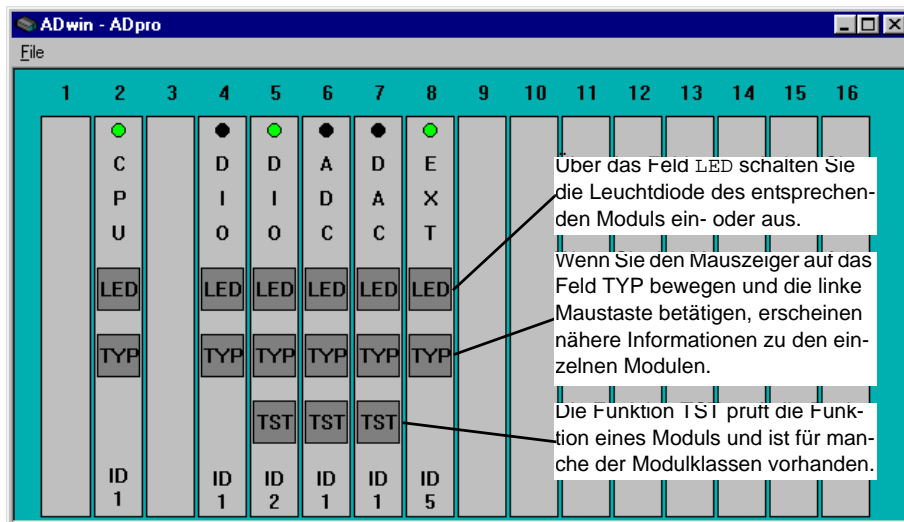 ADwin - ADpro
File
1 2 3 4 5 6 7 8 9 10 11 12 13 14 15 16
C D D A D E
P I I D A X
U O O C C T
LED LED LED LED LED LED
TYP TYP TYP TYP TYP TYP
TST TST TST
ID ID ID ID ID ID
1 1 2 1 1 5
Über das Feld LED schalten Sie
die Leuchtdiode des entsprechen-
den Moduls ein- oder aus.
Wenn Sie den Mauszeiger auf das
Feld TYP bewegen und die linke
Maustaste betätigen, erscheinen
nähere Informationen zu den ein-
zelnen Modulen.
Die Funktion TST prüft die Funk-
tion eines Moduls und ist für man-
che der Modulklassen vorhanden.